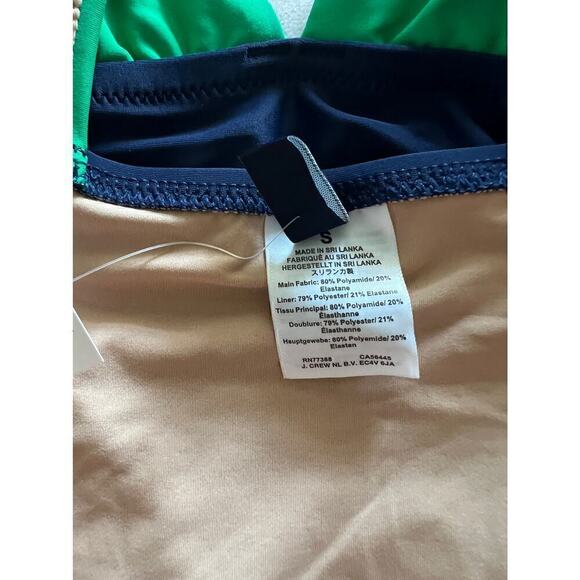 S
MADE IN SRI LANKA
FABRIQUÉ AU SRI LANKA
HERGESTELLT IN SRI LANKA
スリランカ製
Main Fabric: 80% Polyamide/ 20%
Elastane
Liner: 79% Polyester/ 21% Elastane
Tissu Principal: 80% Polyamide/ 20%
Élasthanne
Doublure: 79% Polyester/ 21%
Élasthanne
Hauptgewebe: 80% Polyamide/ 20%
Elastan
RN77388 CA56445
J. CREW NL B.V. EC4V 6JA